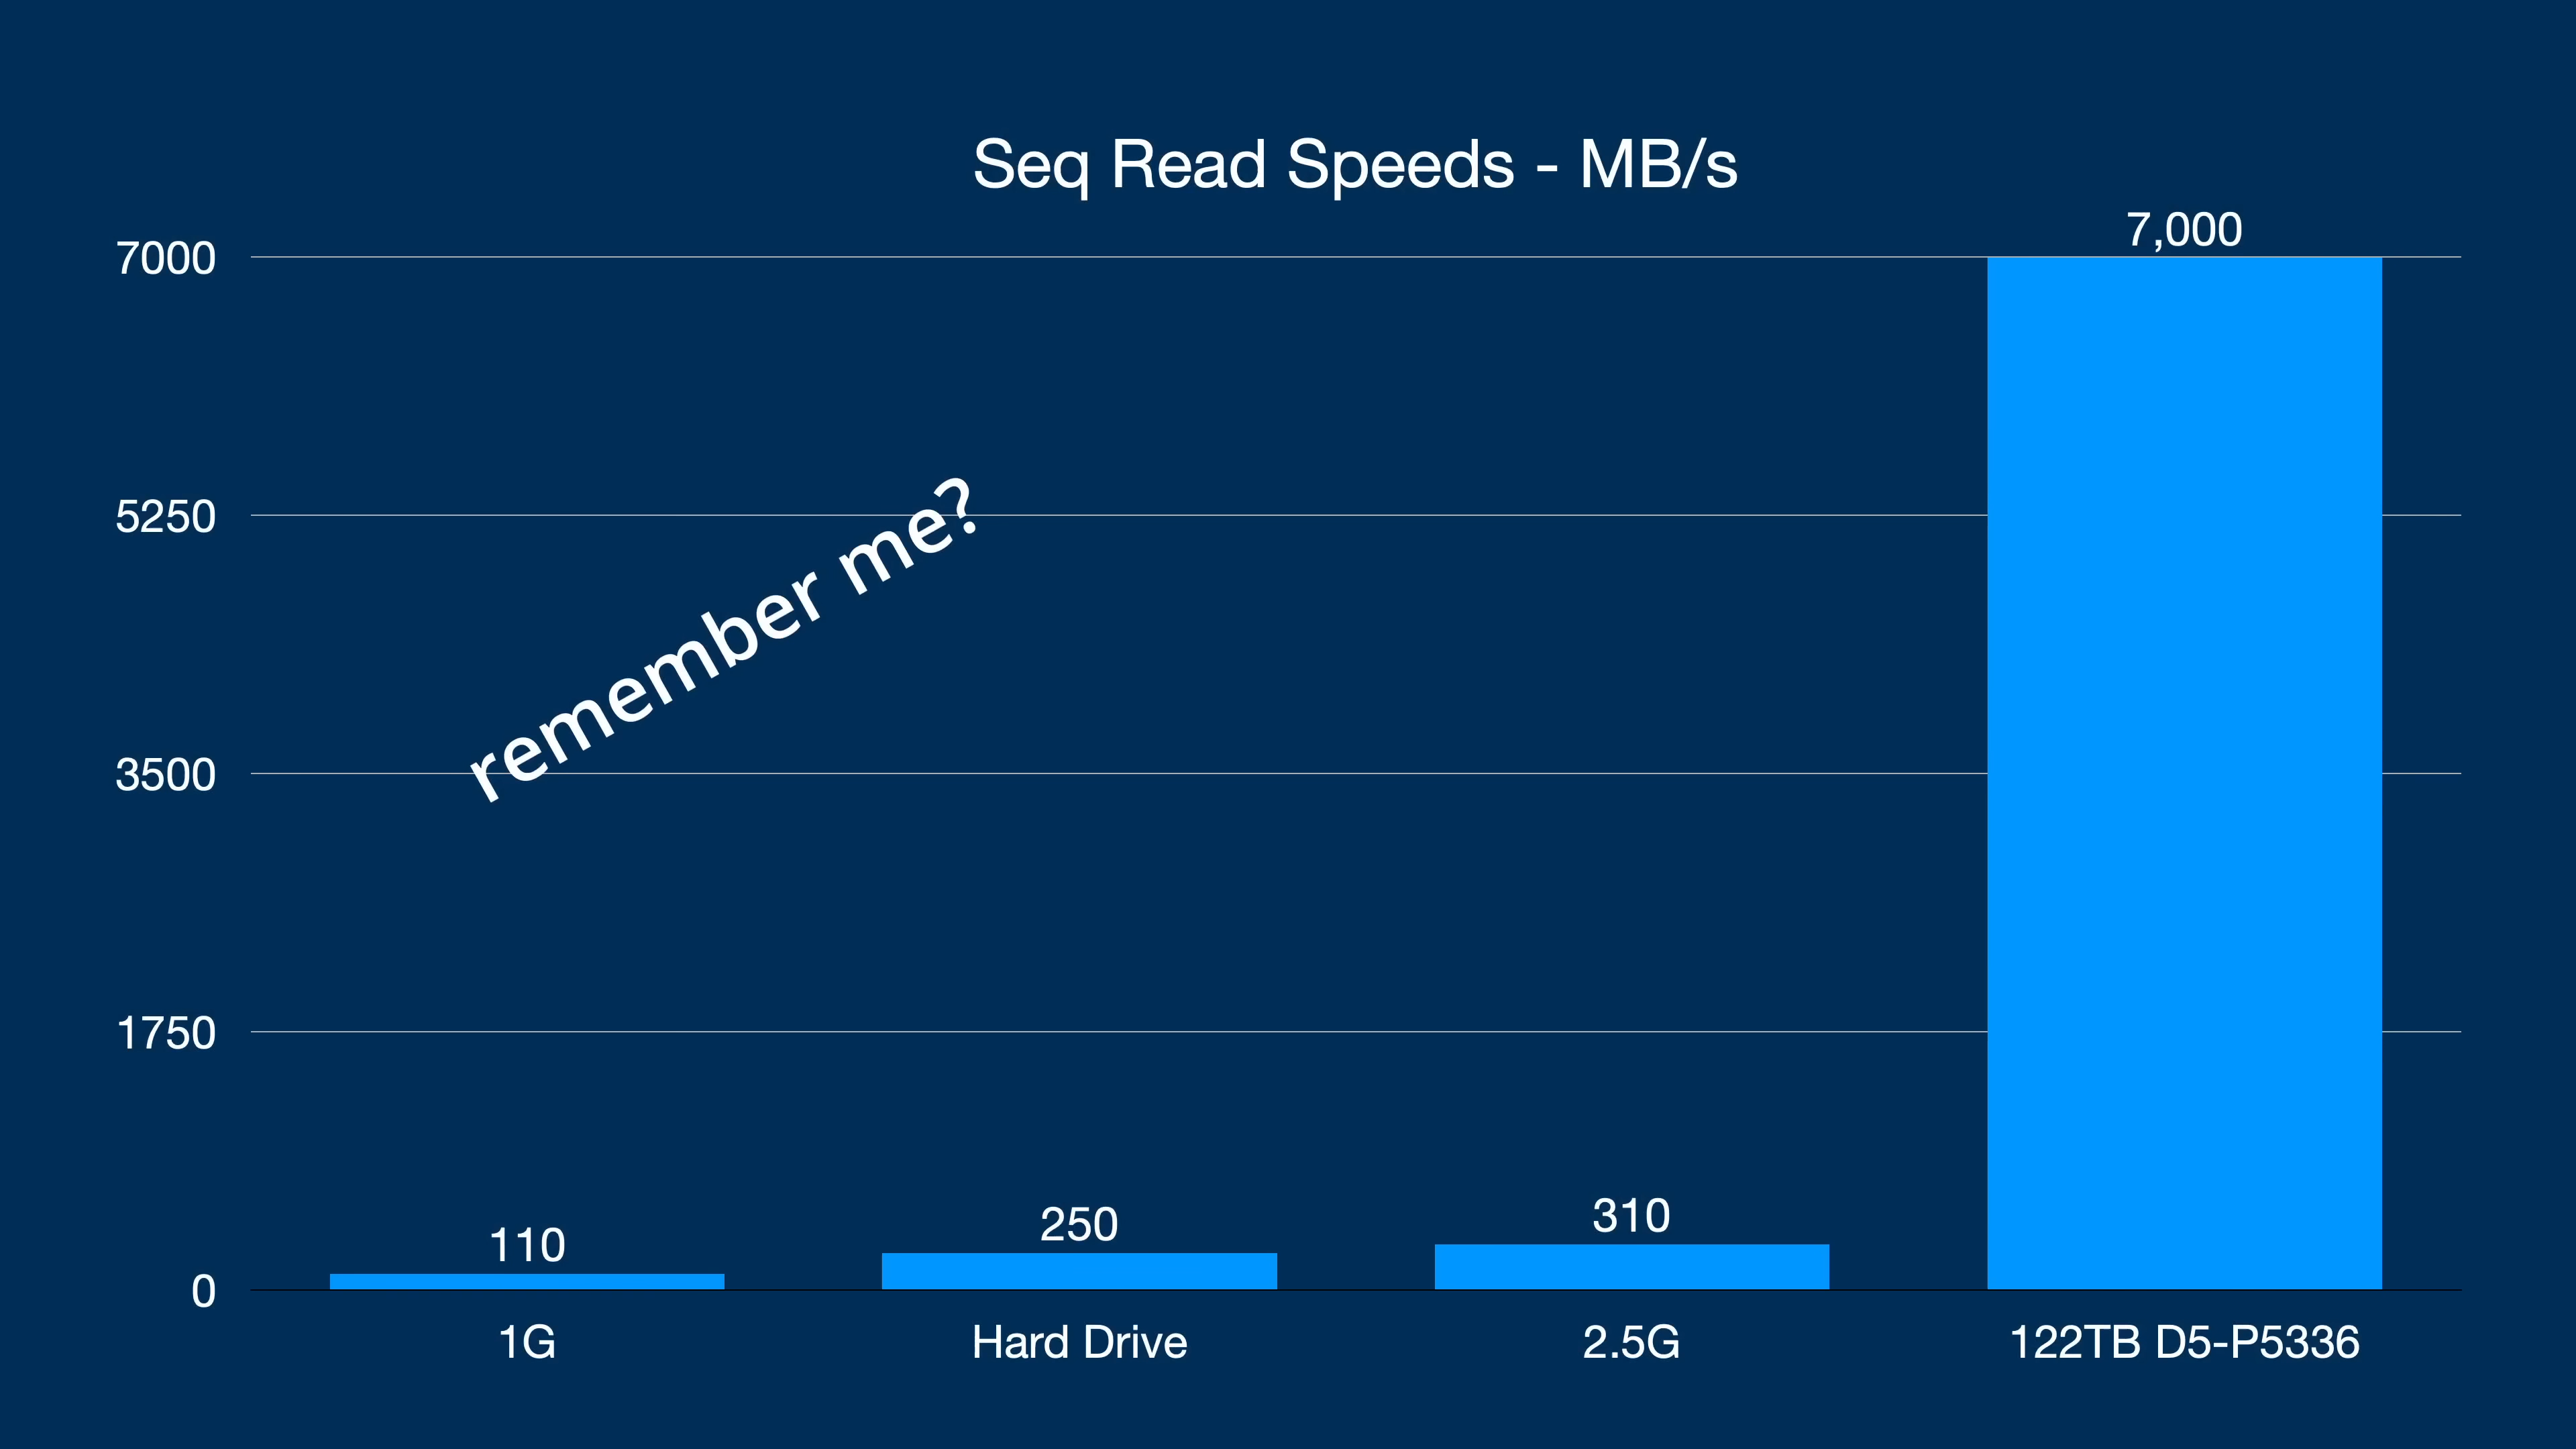 Seq Read Speeds - MB/s
7000
5250
3500
1750
0
remember me?
110
250
310
7,000
1G
Hard Drive
2.5G
122TB D5-P5336